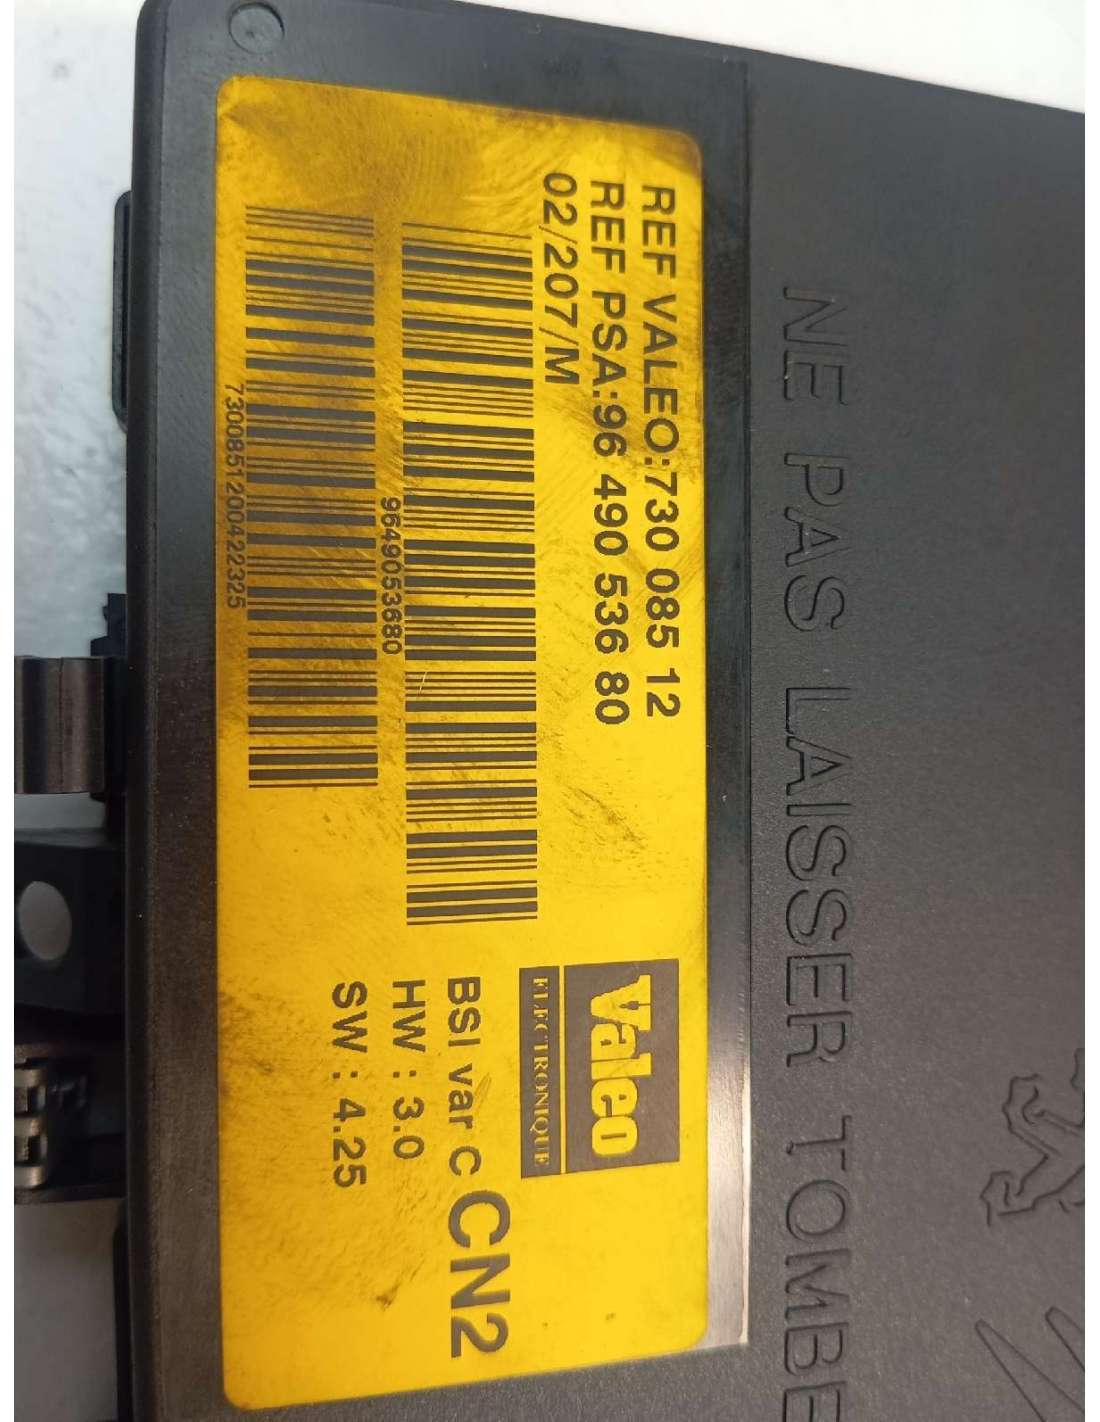 NE PAS LAISSER TOMBE
REF VALEO:730 085 12
REF PSA:96 490 536 80
02/207/M
9649053680
7300851200422325
Valeo
ELECTRONIQUE
BSI var C CN2
HW : 3.0
SW : 4.25